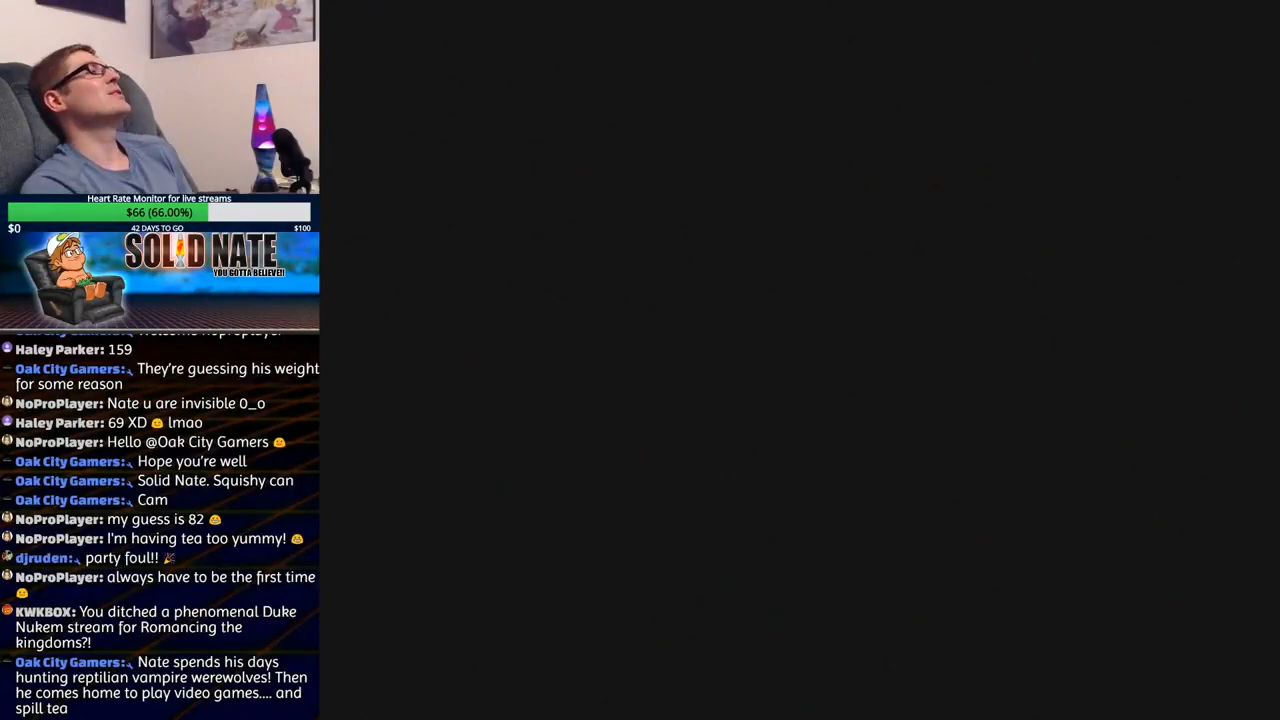 Heart Rate Monitor for live streams
$66 (66.00%)
$0
42 DAYS TO GO
$100
SOLID NATE
YOU GOTTA BELIEVE!!
Haley Parker: 159
Oak City Gamers: They're guessing his weight
for some reason
NoProPlayer: Nate u are invisible 0_o
Haley Parker: 69 XD 😀 lmao
NoProPlayer: Hello @Oak City Gamers 😀
Oak City Gamers: Hope you're well
Oak City Gamers: Solid Nate. Squishy can
Oak City Gamers: Cam
NoProPlayer: my guess is 82 😂
NoProPlayer: I'm having tea too yummy! 😂
djruden: party foul!! 🎉
NoProPlayer: always have to be the first time
😐
KWKBOX: You ditched a phenomenal Duke
Nukem stream for Romancing the
kingdoms?!
Oak City Gamers: Nate spends his days
hunting reptilian vampire werewolves! Then
he comes home to play video games.... and
spill tea